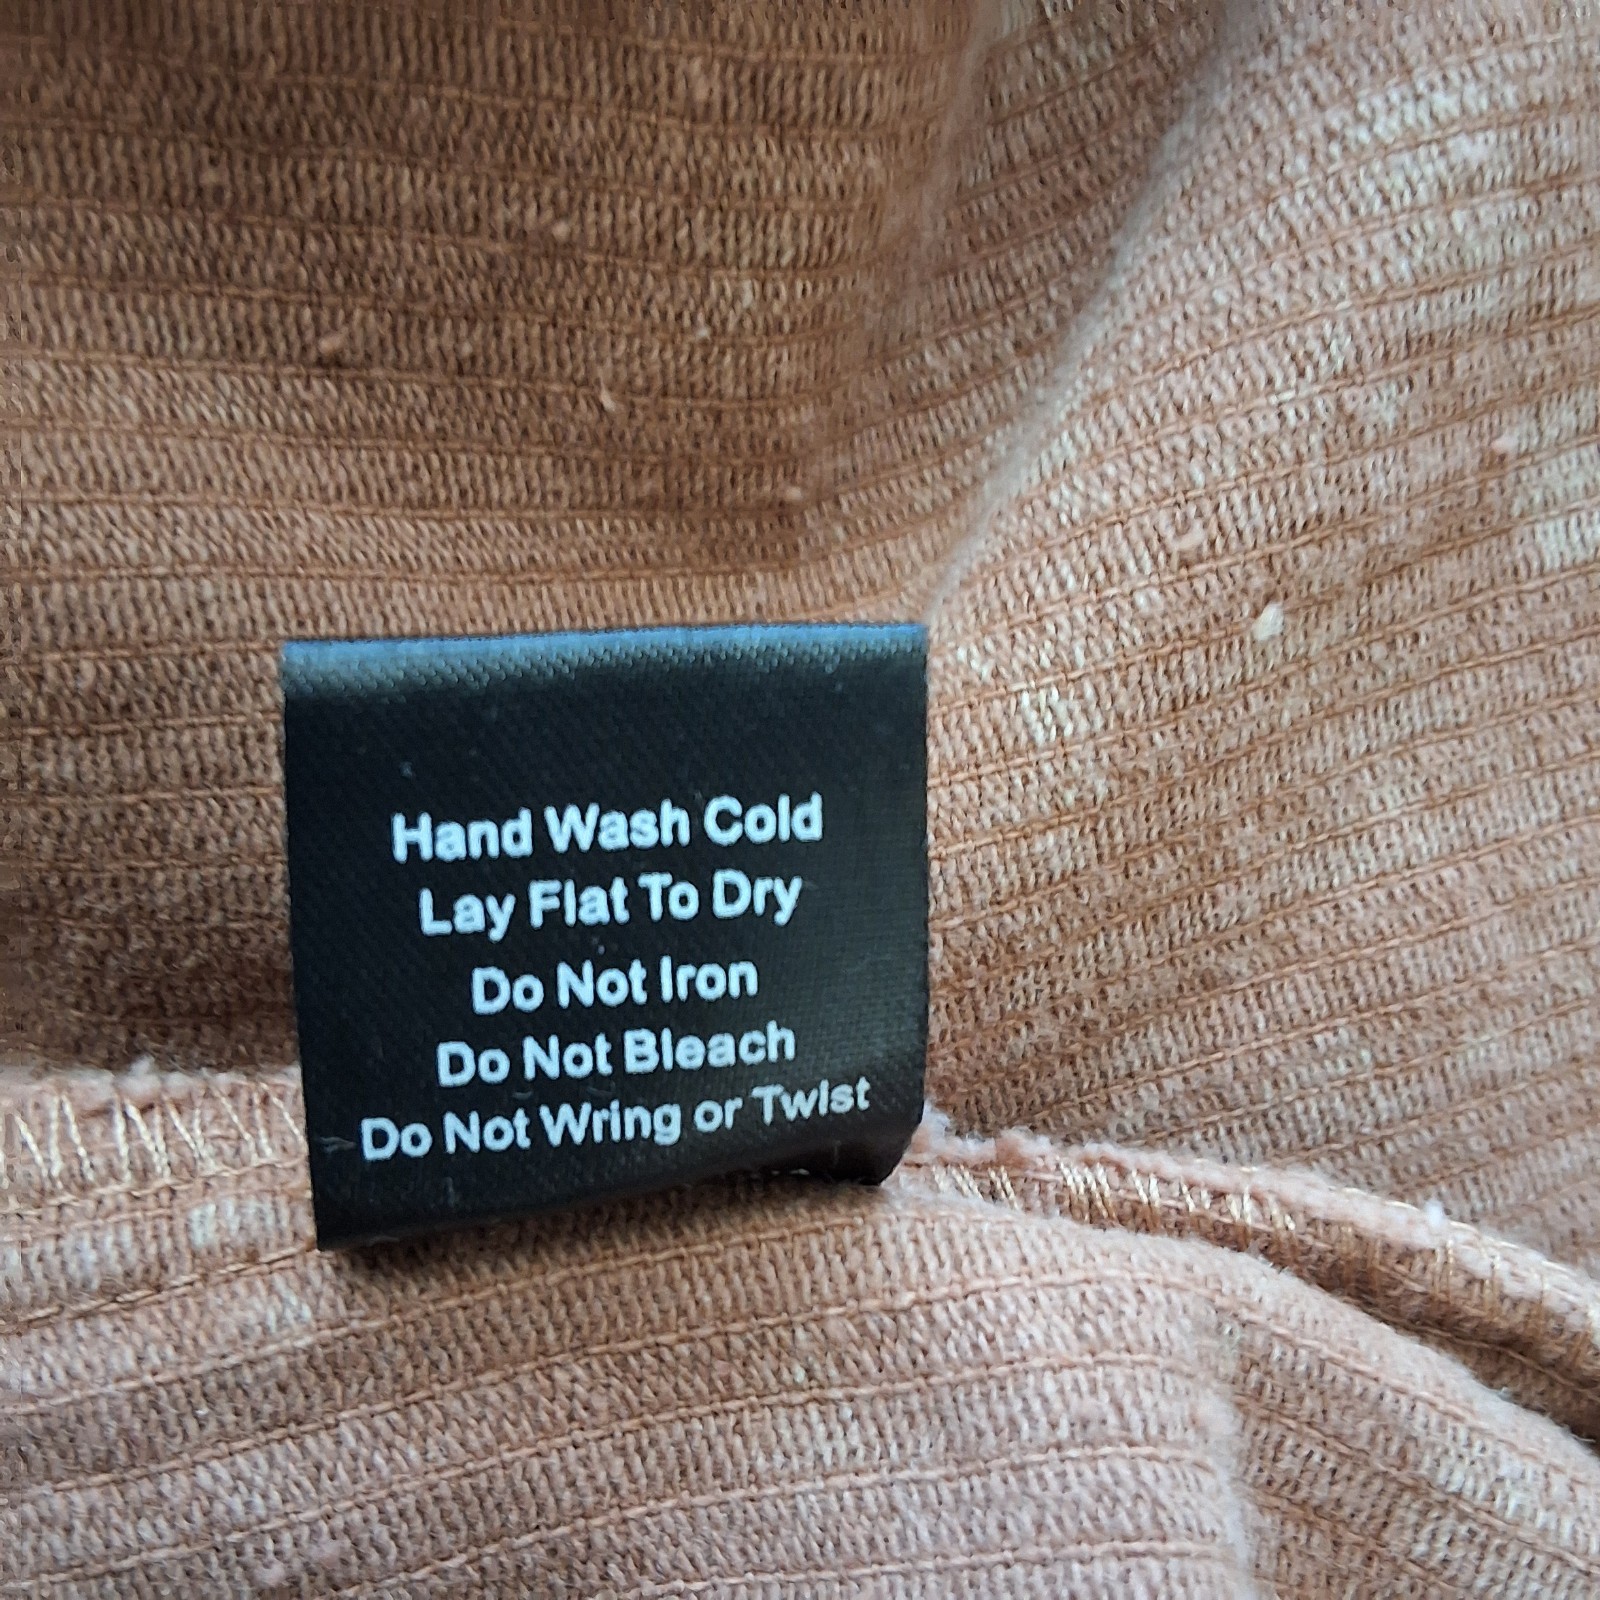 Hand Wash Cold
Lay Flat To Dry
Do Not Iron
Do Not Bleach
Do Not Wring or Twist